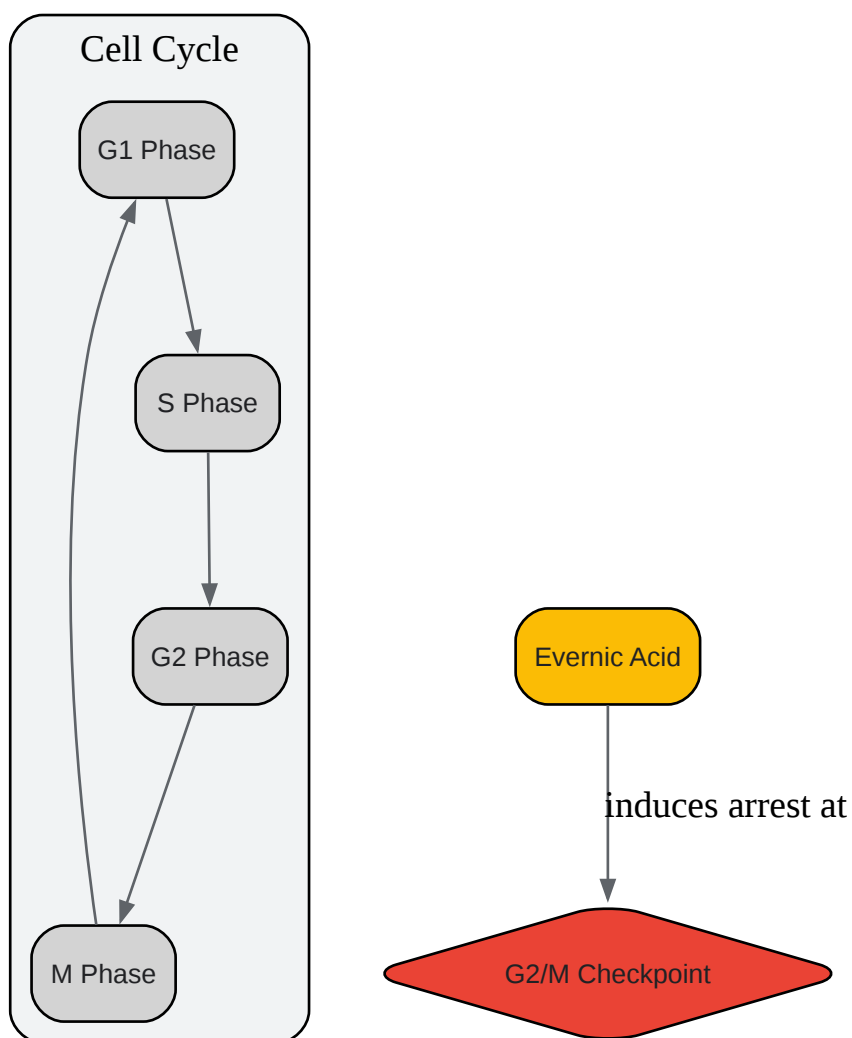 Cell Cycle
G1 Phase
S Phase
G2 Phase
Evernic Acid
induces arrest at
M Phase
G2/M Checkpoint